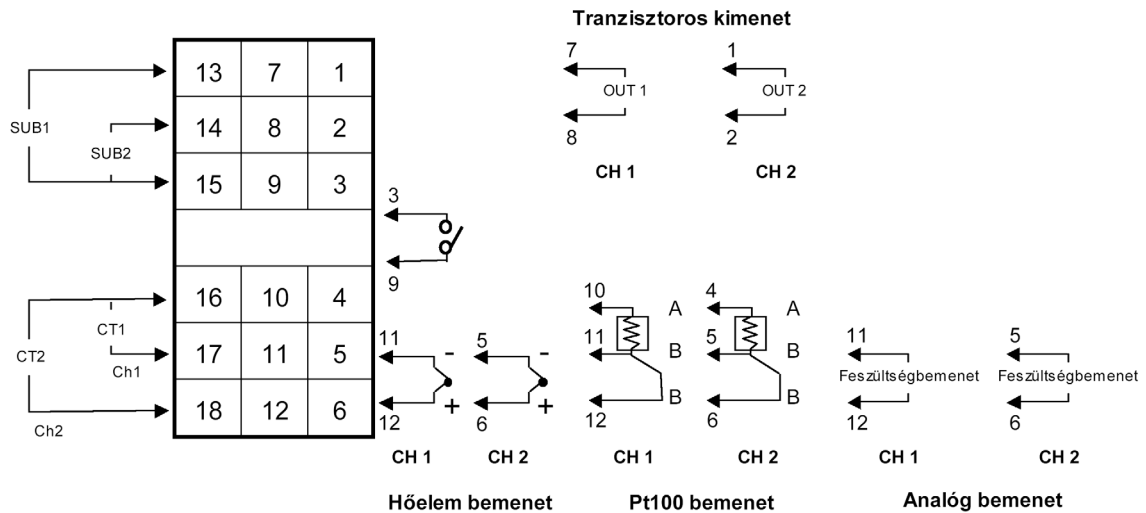 Tranzisztoros kimenet
7 1
OUT 1 OUT 2
8 2
CH 1 CH 2
13 7 1
14 8 2
15 9 3
SUB1
SUB2
3
9
16 10 4
17 11 5
18 12 6
CT1
CT2
Ch1
Ch2
11 5
- -
+ +
12 6
CH 1 CH 2
Hőelem bemenet
10 A 4 A
11 B 5 B
12 B 6 B
CH 1 CH 2
Pt100 bemenet
11 5
Feszültségbemenet Feszültségbemenet
12 6
CH 1 CH 2
Analóg bemenet